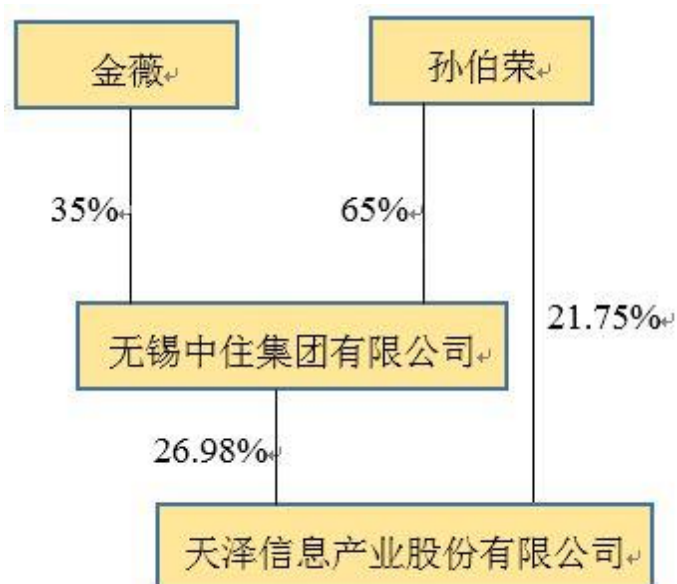 金薇
孙伯荣
35%
65%
21.75%
无锡中住集团有限公司
26.98%
天泽信息产业股份有限公司